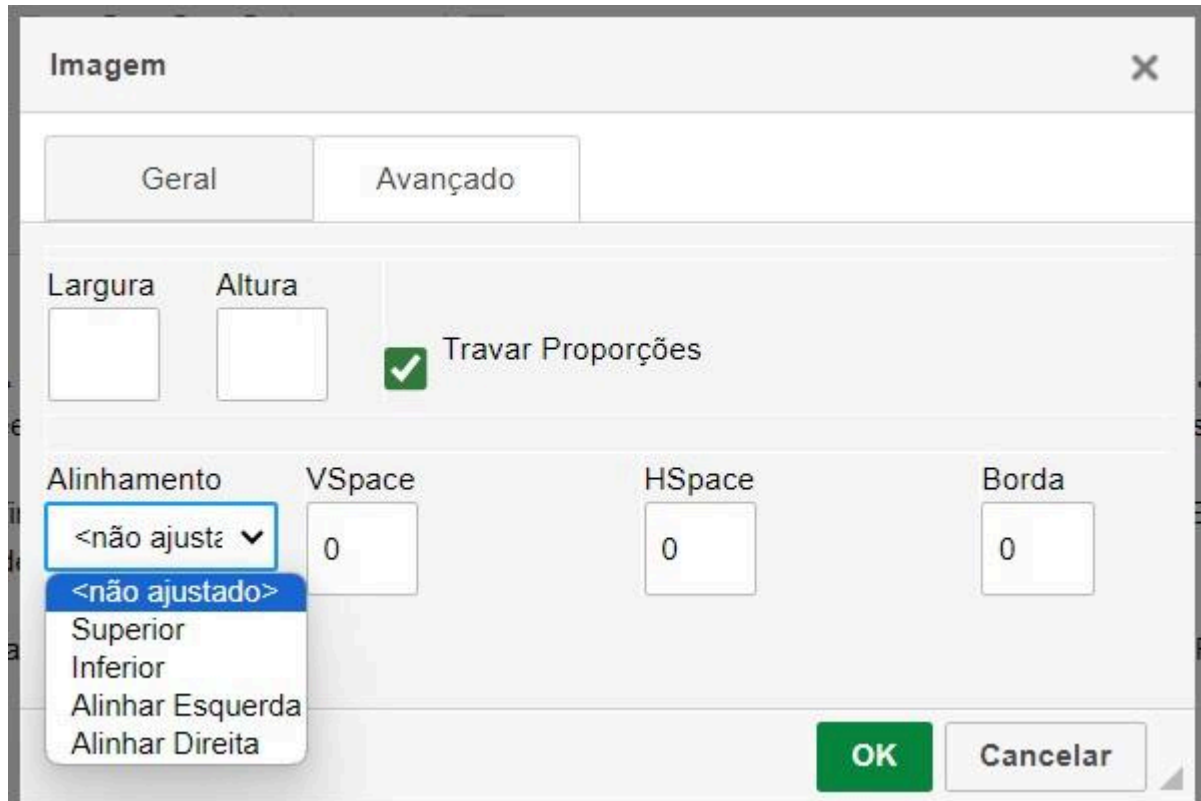 Imagem
Geral Avançado
Largura Altura
Travar Proporções
Alinhamento VSpace HSpace Borda
<não ajusta 0 0 0
<não ajustado>
Superior
Inferior
Alinhar Esquerda
Alinhar Direita
OK Cancelar